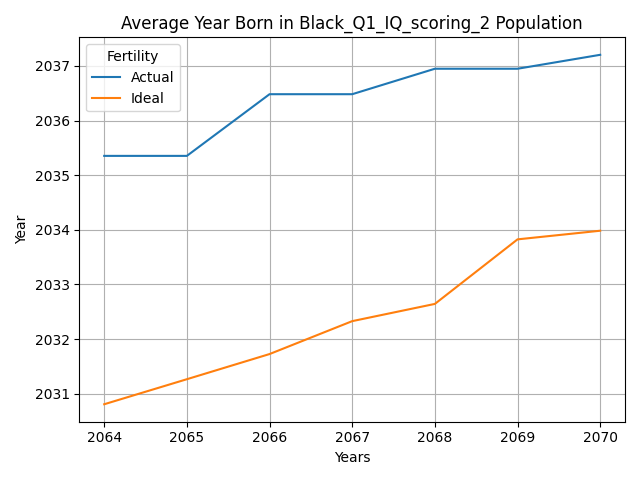 Average Year Born in Black_Q1_IQ_scoring_2 Population
Fertility
Actual
Ideal
2037
2036
2035
2034
2033
2032
2031
Year
2064 2065 2066 2067 2068 2069 2070
Years